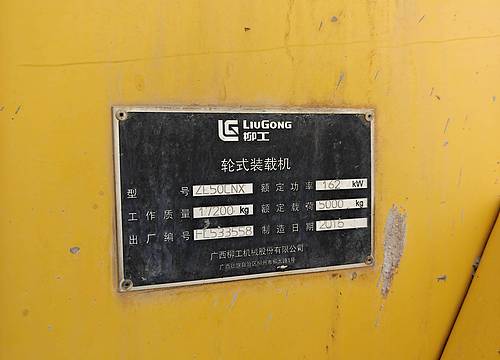 LIUGONG
柳工
轮式装载机
型号 ZL50CNX 额定功率 162 kW
工作质量 17200 kg 额定载荷 5000 kg
出厂编号 FL533558 制造日期 2016
广西柳工机械股份有限公司